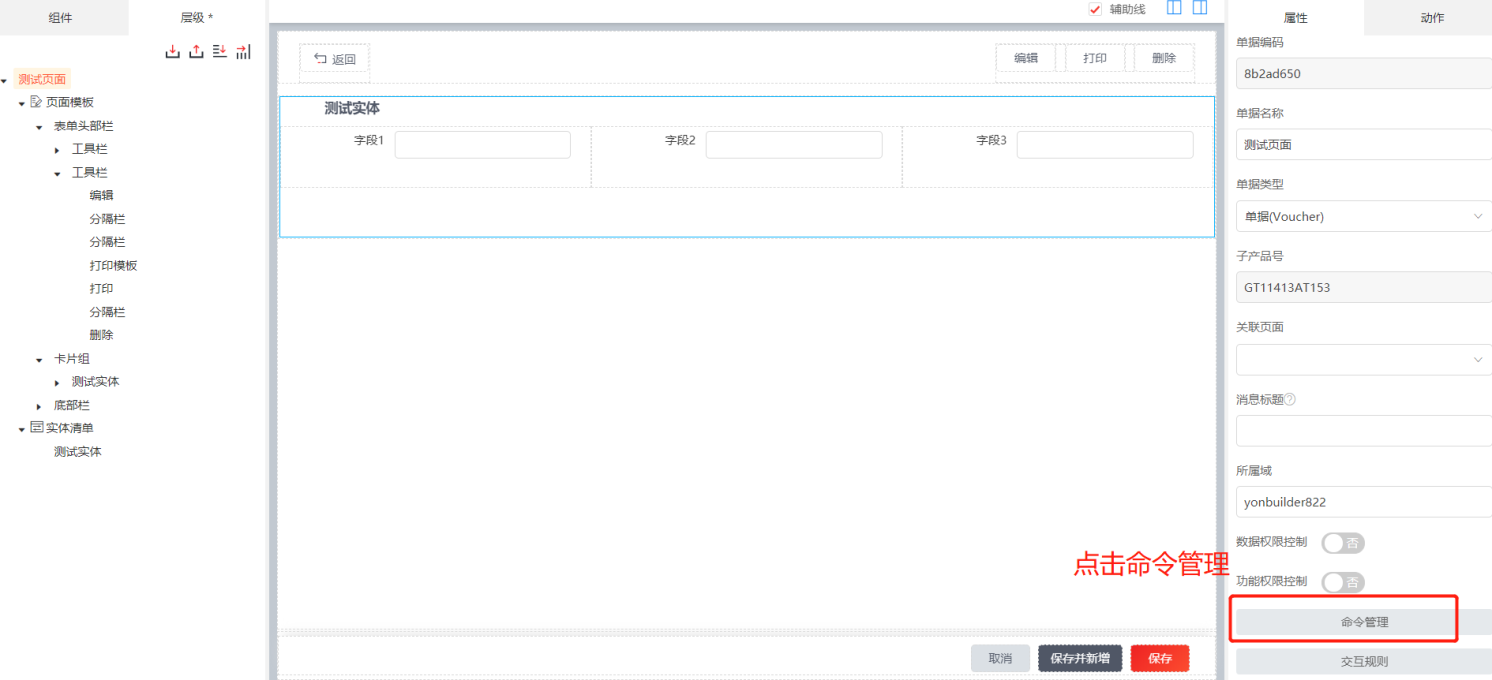 组件
层级 *
测试页面
页面模板
表单头部栏
工具栏
工具栏
编辑
分隔栏
分隔栏
打印模板
打印
分隔栏
删除
卡片组
测试实体
底部栏
实体清单
测试实体
辅助线
返回
编辑
打印
删除
测试实体
字段1
字段2
字段3
点击命令管理
取消
保存并新增
保存
属性
动作
单据编码
8b2ad650
单据名称
测试页面
单据类型
单据(Voucher)
子产品号
GT11413AT153
关联页面
消息标题?
所属域
yonbuilder822
数据权限控制
否
功能权限控制
否
命令管理
交互规则